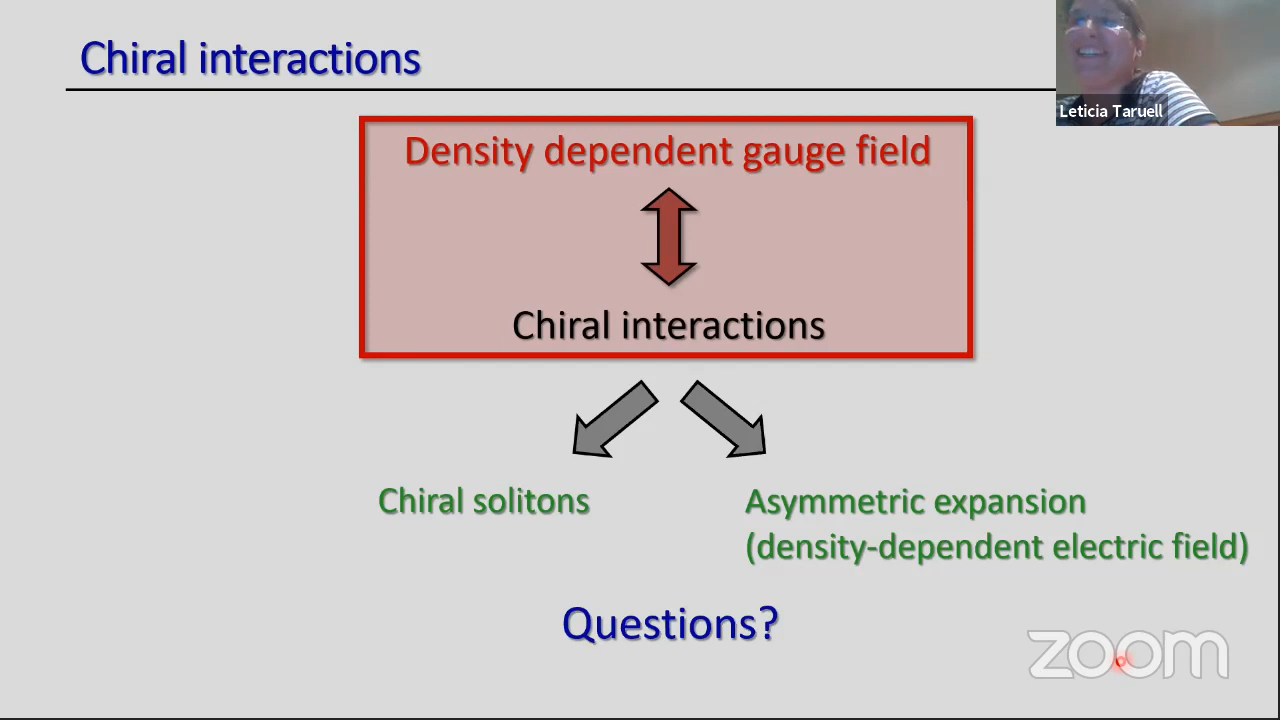 Chiral interactions
Leticia Taruell
Density dependent gauge field
Chiral interactions
Chiral solitons
Asymmetric expansion
(density-dependent electric field)
Questions?
zoom